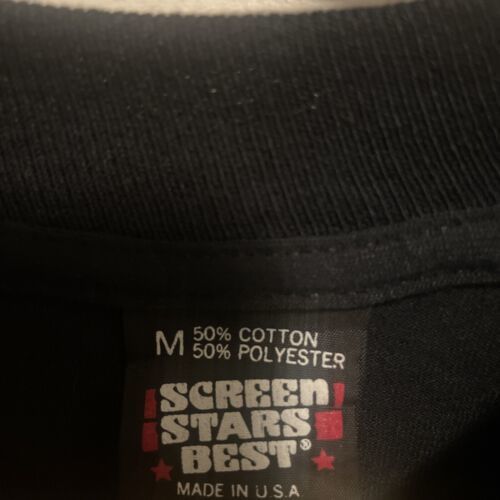 M 50% COTTON
50% POLYESTER
SCREEN
STARS
BEST®
MADE IN U.S.A